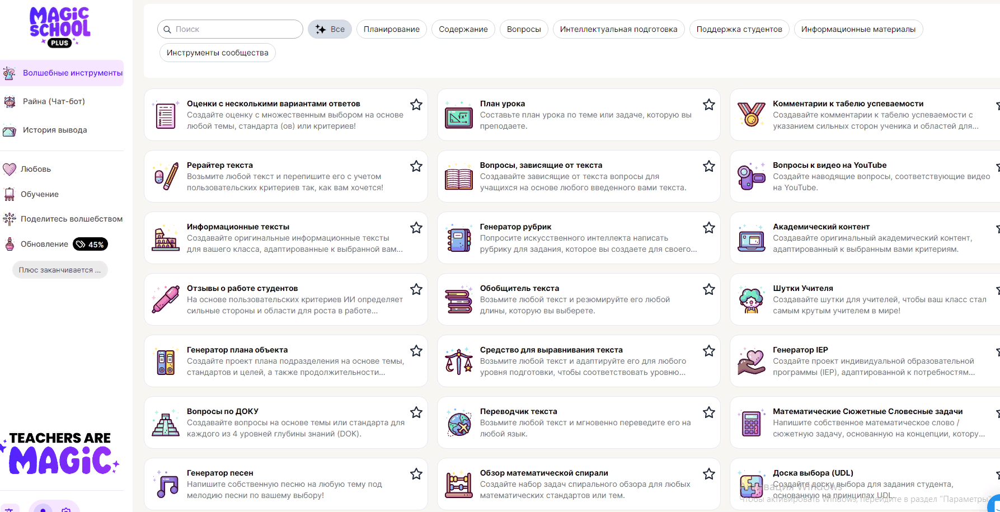 MAGIC
SCHOOL
PLUS
Волшебные инструменты
Райна (Чат-бот)
История вывода
Любовь
Обучение
Поделитесь волшебством
Обновление 45%
Плюс заканчивается ...
TEACHERS ARE
MAGIC
Поиск
Все
Планирование
Содержание
Вопросы
Интеллектуальная подготовка
Поддержка студентов
Информационные материалы
Инструменты сообщества
Оценки с несколькими вариантами ответов
Создайте оценку с множественным выбором на основе
любой темы, стандарта (ов) или критериев!
План урока
Составьте план урока по теме или задаче, которую вы
преподаете.
Комментарии к табелю успеваемости
Создавайте комментарии к табелю успеваемости с
указанием сильных сторон ученика и областей для...
Рерайтер текста
Возьмите любой текст и перепишите его с учетом
пользовательских критериев так, как вам хочется!
Вопросы, зависящие от текста
Создавайте зависящие от текста вопросы для
учащихся на основе любого введенного вами текста.
Вопросы к видео на YouTube
Создайте наводящие вопросы, соответствующие видео
на YouTube.
Информационные тексты
Создавайте оригинальные информационные тексты
для вашего класса, адаптированные к выбранной вам...
Генератор рубрик
Попросите искусственного интеллекта написать
рубрику для задания, которое вы создаете для своего...
Академический контент
Создавайте оригинальный академический контент,
адаптированный к выбранным вами критериям.
Отзывы о работе студентов
На основе пользовательских критериев ИИ определяет
сильные стороны и области для роста в работе...
Обобщитель текста
Возьмите любой текст и резюмируйте его любой
длины, которую вы выберете.
Шутки Учителя
Создавайте шутки для учителей, чтобы ваш класс стал
самым крутым учителем в мире!
Генератор плана объекта
Создайте проект плана подразделения на основе темы,
стандартов и целей, а также продолжительности...
Средство для выравнивания текста
Возьмите любой текст и адаптируйте его для любого
уровня подготовки, чтобы соответствовать уровню...
Генератор IEP
Создайте проект индивидуальной образовательной
программы (IEP), адаптированной к потребностям...
Вопросы по ДОКУ
Создавайте вопросы на основе темы или стандарта для
каждого из 4 уровней глубины знаний (DOK).
Переводчик текста
Возьмите любой текст и мгновенно переведите его на
любой язык.
Математические Сюжетные Словесные задачи
Напишите собственное математическое слово /
сюжетную задачу, основанную на концепции, котору...
Генератор песен
Напишите собственную песню на любую тему под
мелодию песни по вашему выбору!
Обзор математической спирали
Создайте набор задач спирального обзора для любых
математических стандартов или тем.
Доска выбора (UDL)
Создайте доску выбора для задания студента,
основанную на принципах UDL.
Активация Windows
Чтобы активировать Windows, перейдите в раздел "Параметры"